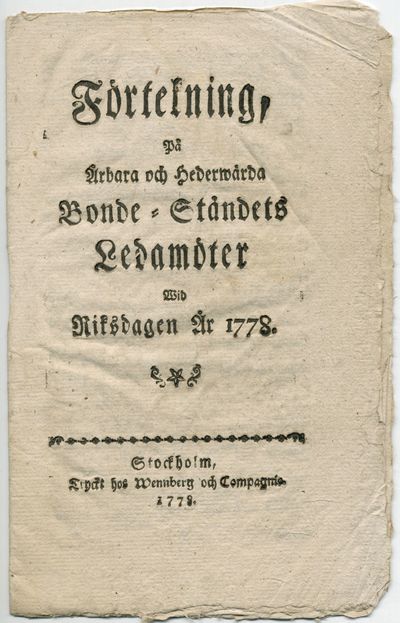 Förtekning,
På
Ärbara och Hederwärda
Bonde-Ståndets
Ledamöter
Wid
Riksdagen År 1778.
Stockholm,
Tryckt hos Wennberg och Compagnie
1778.